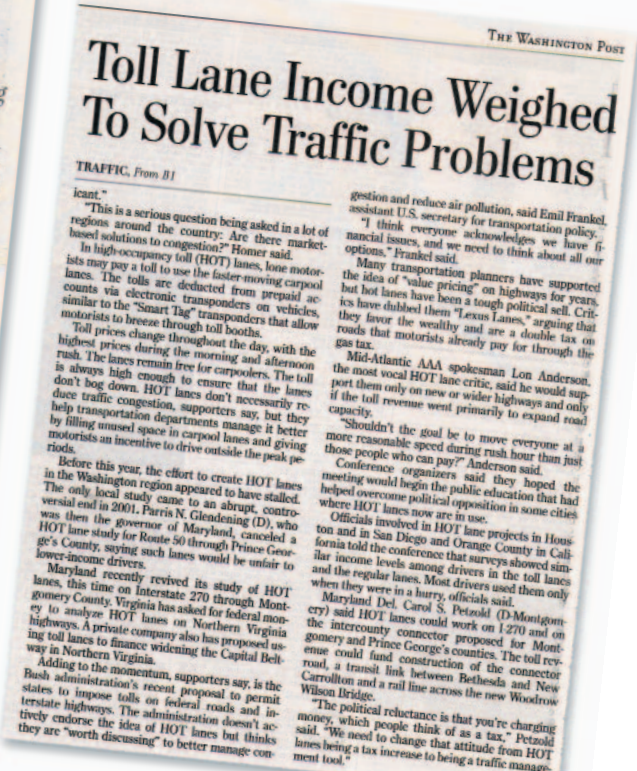 THE WASHINGTON POST
Toll Lane Income Weighed
To Solve Traffic Problems
TRAFFIC, From B1
icant."
"This is a serious question being asked in a lot of
regions around the country: Are there market-
based solutions to congestion?" Homer said.
In high-occupancy toll (HOT) lanes, lone motor-
ists may pay a toll to use the faster-moving carpool
lanes. The tolls are deducted from prepaid ac-
counts via electronic transponders on vehicles,
similar to the "Smart Tag" transponders that allow
motorists to breeze through toll booths.
Toll prices change throughout the day, with the
highest prices during the morning and afternoon
rush. The lanes remain free for carpoolers. The toll
is always high enough to ensure that the lanes
don't bog down. HOT lanes don't necessarily re-
duce traffic congestion, supporters say, but they
help transportation departments manage it better
by filling unused space in carpool lanes and giving
motorists an incentive to drive outside the peak pe-
riods.
Before this year, the effort to create HOT lanes
in the Washington region appeared to have stalled.
The only local study came to an abrupt, contro-
versial end in 2001. Parris N. Glendening (D), who
was then the governor of Maryland, canceled a
HOT lane study for Route 50 through Prince Geor-
ge's County, saying such lanes would be unfair to
lower-income drivers.
Maryland recently revived its study of HOT
lanes, this time on Interstate 270 through Mont-
gomery County. Virginia has asked for federal mon-
ey to analyze HOT lanes on Northern Virginia
highways. A private company also has proposed us-
ing toll lanes to finance widening the Capital Belt-
way in Northern Virginia.
Adding to the momentum, supporters say, is the
Bush administration's recent proposal to permit
states to impose tolls on federal roads and in-
terstate highways. The administration doesn't ac-
tively endorse the idea of HOT lanes but thinks
they are "worth discussing" to better manage con-
gestion and reduce air pollution, said Emil Frankel,
assistant U.S. secretary for transportation policy.
"I think everyone acknowledges we have fi-
nancial issues, and we need to think about all our
options," Frankel said.
Many transportation planners have supported
the idea of "value pricing" on highways for years,
but hot lanes have been a tough political sell. Crit-
ics have dubbed them "Lexus Lanes," arguing that
they favor the wealthy and are a double tax on
roads that motorists already pay for through the
gas tax.
Mid-Atlantic AAA spokesman Lon Anderson,
the most vocal HOT lane critic, said he would sup-
port them only on new or wider highways and only
if the toll revenue went primarily to expand road
capacity.
"Shouldn't the goal be to move everyone at a
more reasonable speed during rush hour than just
those people who can pay?" Anderson said.
Conference organizers said they hoped the
meeting would begin the public education that had
helped overcome political opposition in some cities
where HOT lanes now are in use.
Officials involved in HOT lane projects in Hous-
ton and in San Diego and Orange County in Cali-
fornia told the conference that surveys showed sim-
ilar income levels among drivers in the toll lanes
and the regular lanes. Most drivers used them only
when they were in a hurry, officials said.
Maryland Del. Carol S. Petzold (D-Montgom-
ery) said HOT lanes could work on I-270 and on
the intercounty connector proposed for Mont-
gomery and Prince George's counties. The toll rev-
enue could fund construction of the connector
road, a transit link between Bethesda and New
Carrollton and a rail line across the new Woodrow
Wilson Bridge.
"The political reluctance is that you're charging
money, which people think of as a tax," Petzold
said. "We need to change that attitude from HOT
lanes being a tax increase to being a traffic manage-
ment tool."